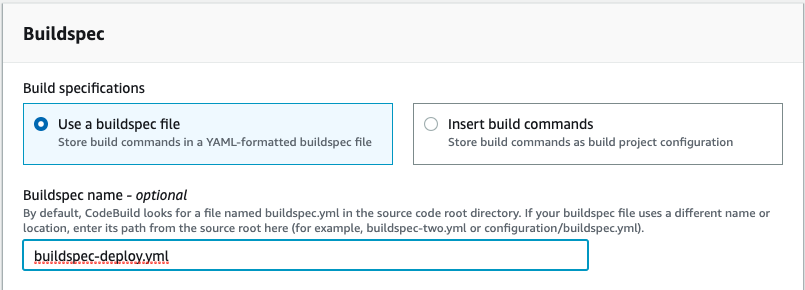 Buildspec
Build specifications
Use a buildspec file
Store build commands in a YAML-formatted buildspec file
Insert build commands
Store build commands as build project configuration
Buildspec name - optional
By default, CodeBuild looks for a file named buildspec.yml in the source code root directory. If your buildspec file uses a different name or
location, enter its path from the source root here (for example, buildspec-two.yml or configuration/buildspec.yml).
buildspec-deploy.yml